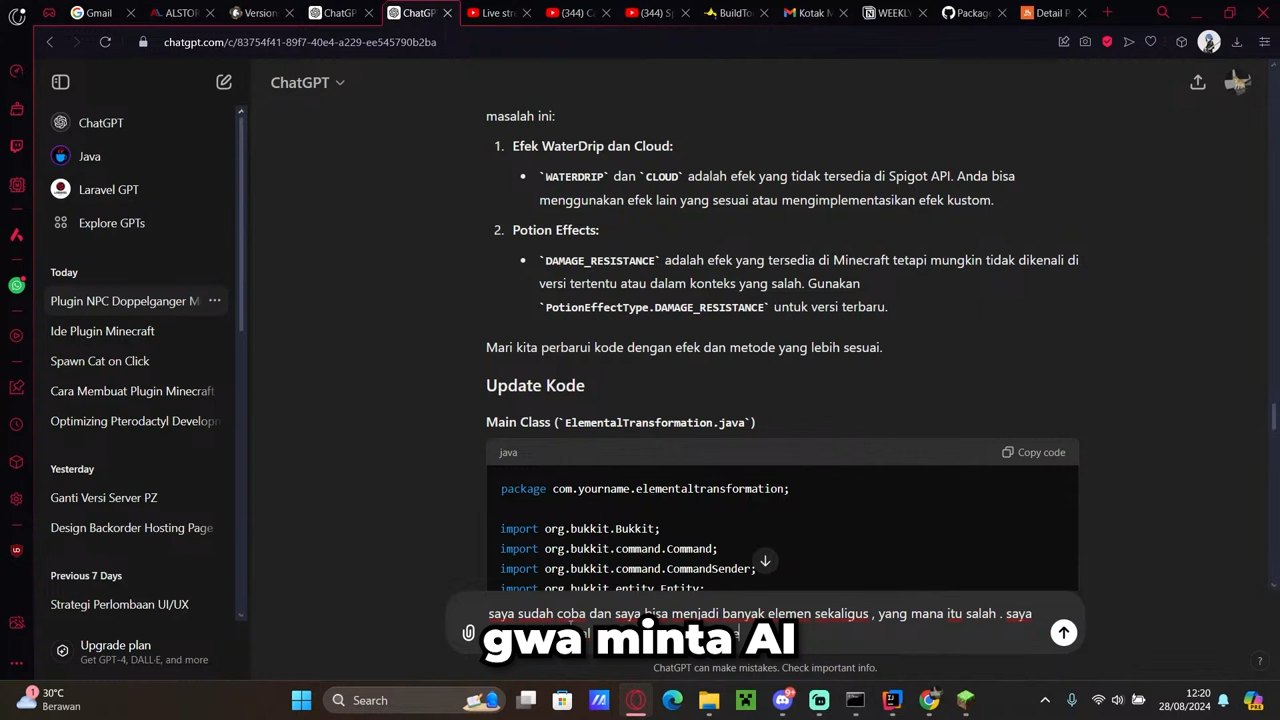 Gmail
ALSTOR
Version
ChatGP
ChatGP
Live str
(344) C
(344) S
BuildTo
Kotak M
WEEKLY
Package
Detail P
chatgpt.com/c/83754f41-89f7-40e4-a229-ee545790b2ba
ChatGPT
ChatGPT
Java
Laravel GPT
Explore GPTs
Today
Plugin NPC Doppelganger M
Ide Plugin Minecraft
Spawn Cat on Click
Cara Membuat Plugin Minecraft
Optimizing Pterodactyl Develop
Yesterday
Ganti Versi Server PZ
Design Backorder Hosting Page
Previous 7 Days
Strategi Perlombaan UI/UX
Upgrade plan
Get GPT-4, DALL-E, and more
masalah ini:
1. Efek WaterDrip dan Cloud:
• `WATERDRIP` dan `CLOUD` adalah efek yang tidak tersedia di Spigot API. Anda bisa
menggunakan efek lain yang sesuai atau mengimplementasikan efek kustom.
2. Potion Effects:
• `DAMAGE_RESISTANCE` adalah efek yang tersedia di Minecraft tetapi mungkin tidak dikenali di
versi tertentu atau dalam konteks yang salah. Gunakan
`PotionEffectType.DAMAGE_RESISTANCE` untuk versi terbaru.
Mari kita perbarui kode dengan efek dan metode yang lebih sesuai.
Update Kode
Main Class (`ElementalTransformation.java`)
java
Copy code
package com.yourname.elementaltransformation;
import org.bukkit.Bukkit;
import org.bukkit.command.Command;
import org.bukkit.command.CommandSender;
import org.bukkit.entity.Entity;
saya sudah coba dan saya bisa menjadi banyak elemen sekaligus , yang mana itu salah . saya
gwa minta AI
ChatGPT can make mistakes. Check important info.
?
1
30°C
Berawan
Search
12:20
28/08/2024